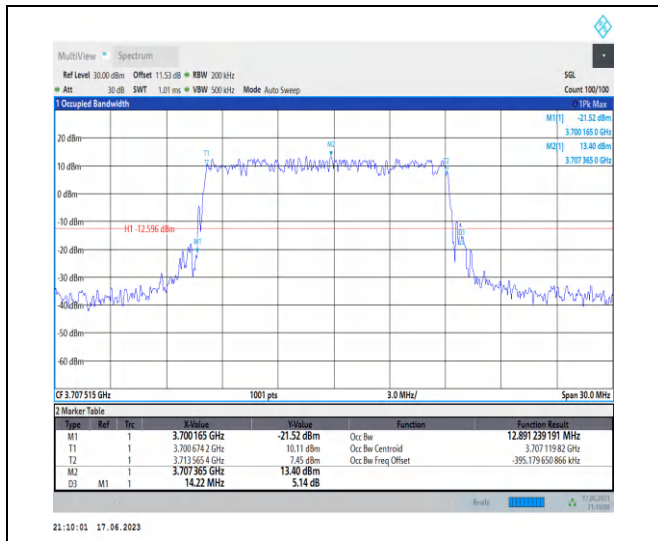 MultiView Spectrum
Ref Level 30.00 dBm Offset 11.53 dB RBW 200 kHz SGL
Att 30 dB SWT 1.01 ms VBW 500 kHz Mode Auto Sweep Count 100/100
1 Occupied Bandwidth 1Pk Max
M1[1] -21.52 dBm
3.700 165 0 GHz
M2[1] 13.40 dBm
3.707 365 0 GHz
20 dBm
10 dBm
0 dBm
-10 dBm
-20 dBm
-30 dBm
-40 dBm
-50 dBm
-60 dBm
T1
M2
T2
H1 -12.596 dBm
M1
D3
CF 3.707 515 GHz 1001 pts 3.0 MHz/ Span 30.0 MHz
2 Marker Table
Type Ref Trc X-Value Y-Value Function Function Result
M1 1 3.700165 GHz -21.52 dBm Occ Bw 12.891 239 191 MHz
T1 1 3.700 674 2 GHz 10.11 dBm Occ Bw Centroid 3.707 119 82 GHz
T2 1 3.713 565 4 GHz 7.45 dBm Occ Bw Freq Offset -395.179 650 866 kHz
M2 1 3.707365 GHz 13.40 dBm
D3 M1 1 14.22 MHz 5.14 dB
Ready
21:10:01 17.06.2023